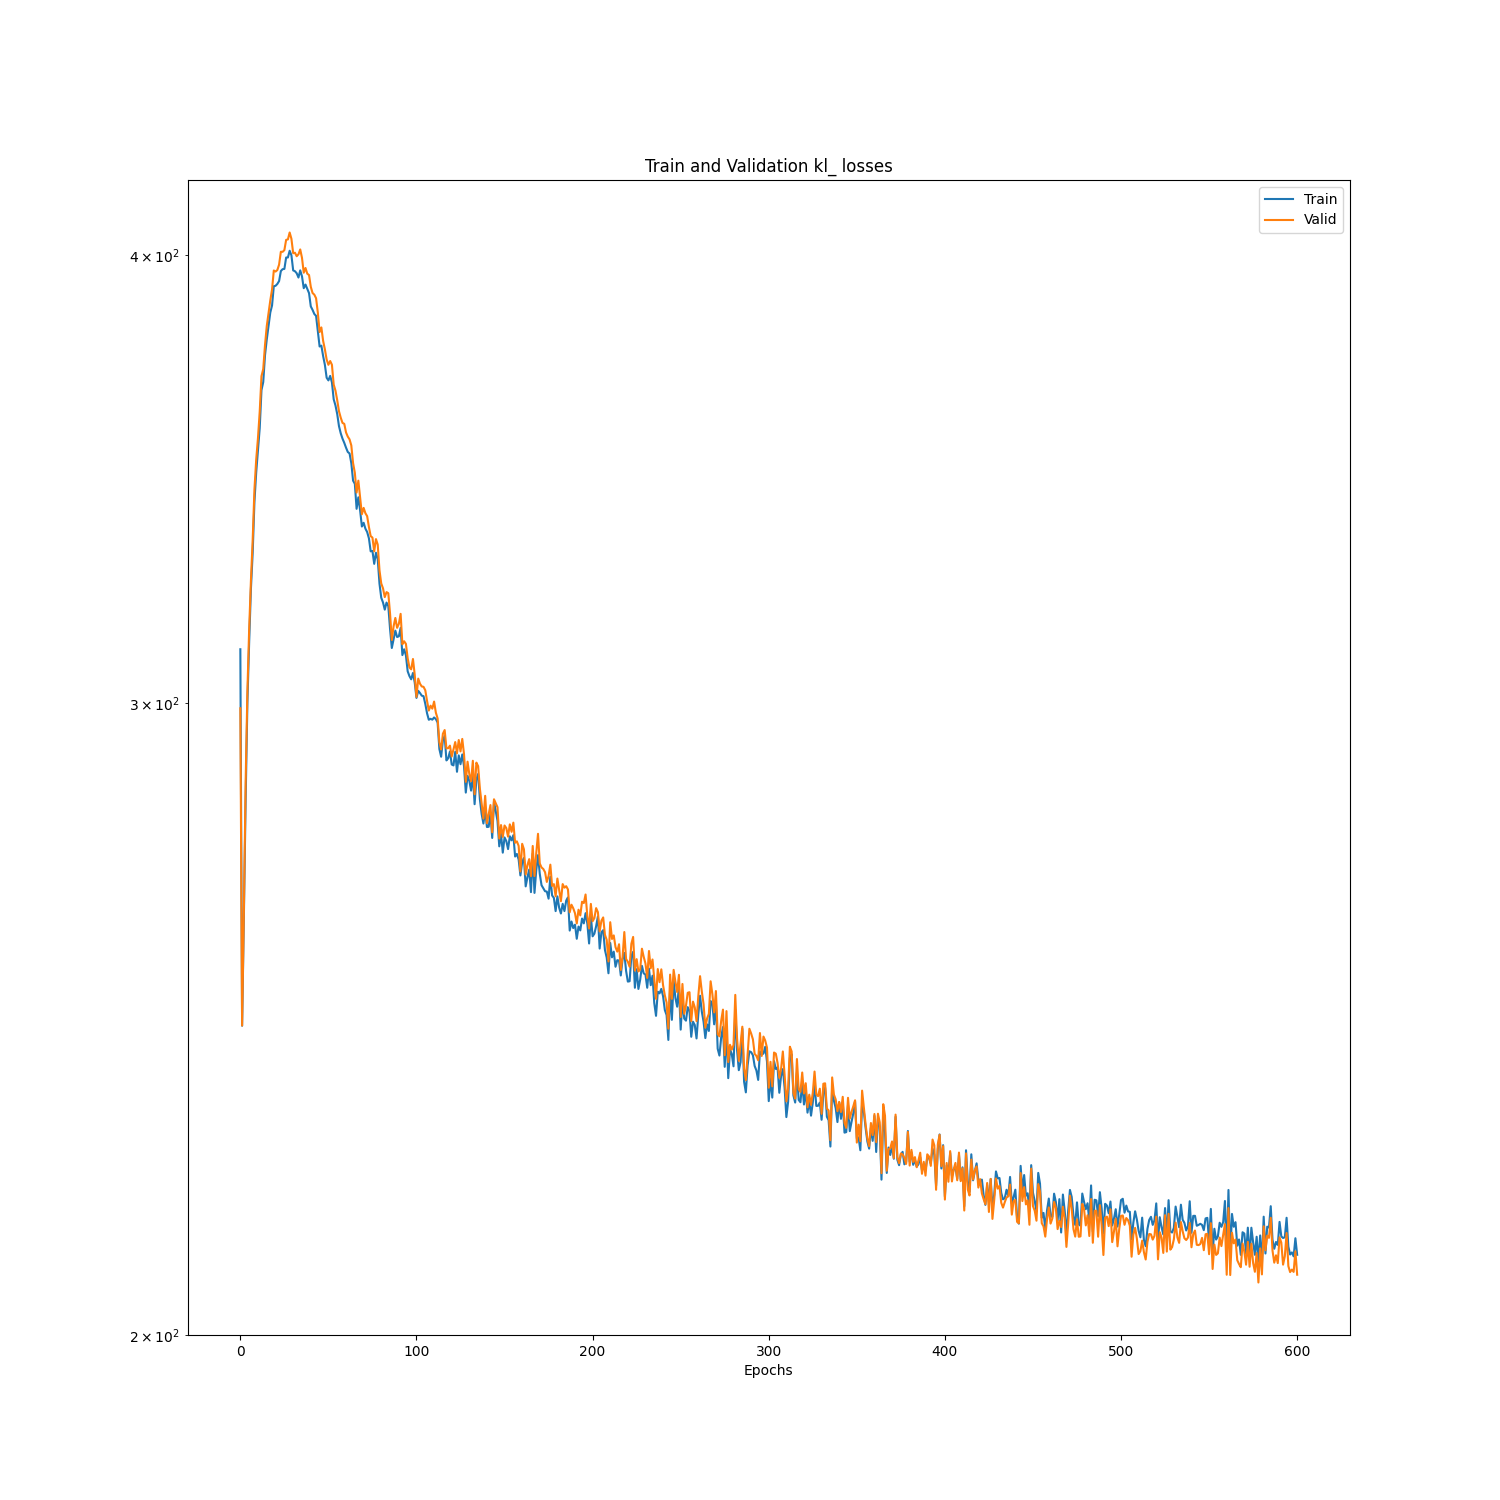 Train and Validation kl_ losses
Train
Valid
4 × 10²
3 × 10²
2 × 10²
0 100 200 300 400 500 600
Epochs